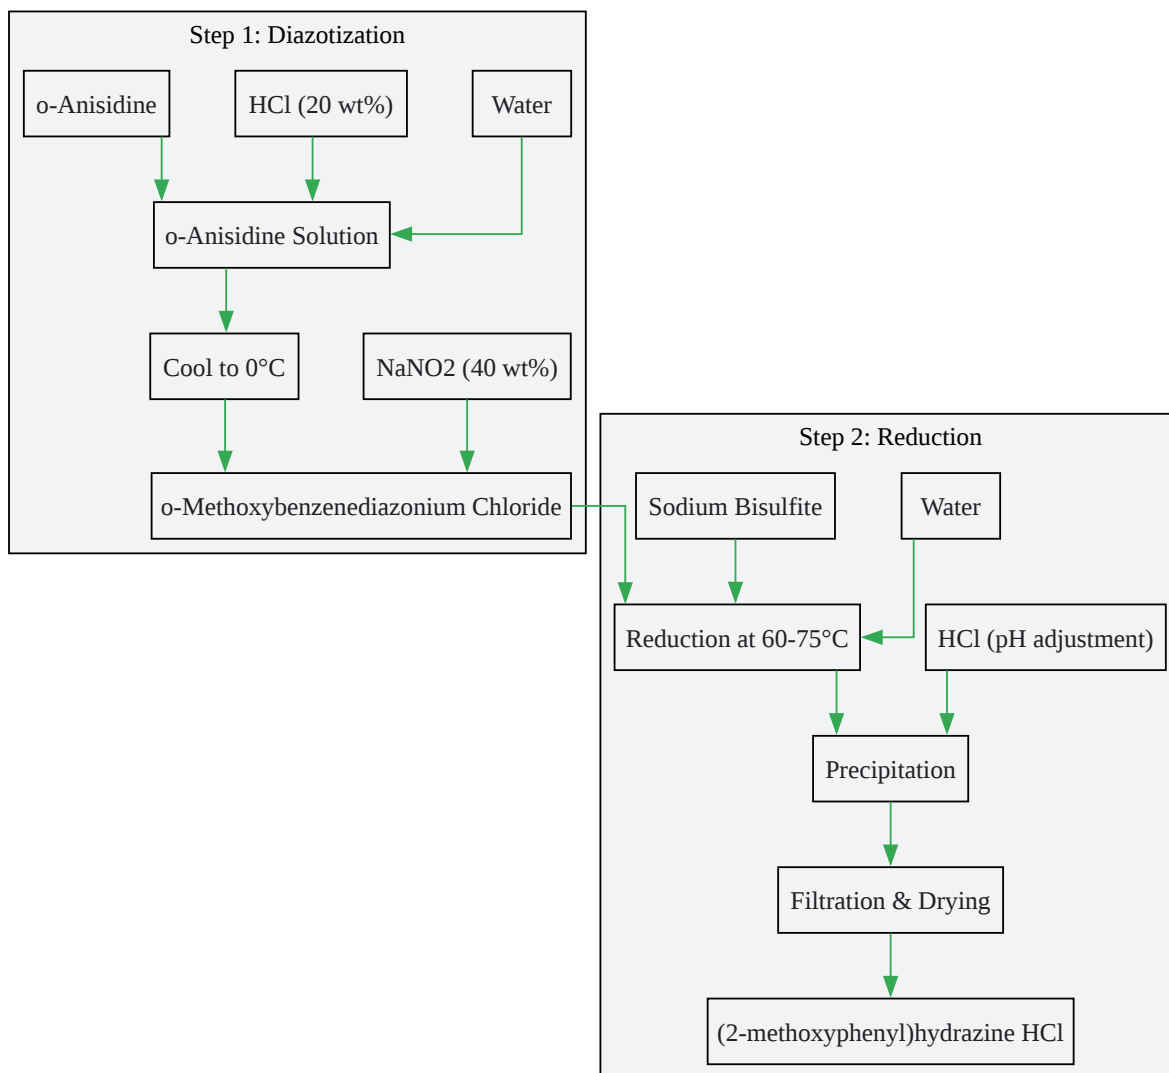 Step 1: Diazotization
o-Anisidine
HCl (20 wt%)
Water
o-Anisidine Solution
Cool to 0°C
NaNO2 (40 wt%)
o-Methoxybenzenediazonium Chloride
Step 2: Reduction
Sodium Bisulfite
Water
Reduction at 60-75°C
HCl (pH adjustment)
Precipitation
Filtration & Drying
(2-methoxyphenyl)hydrazine HCl